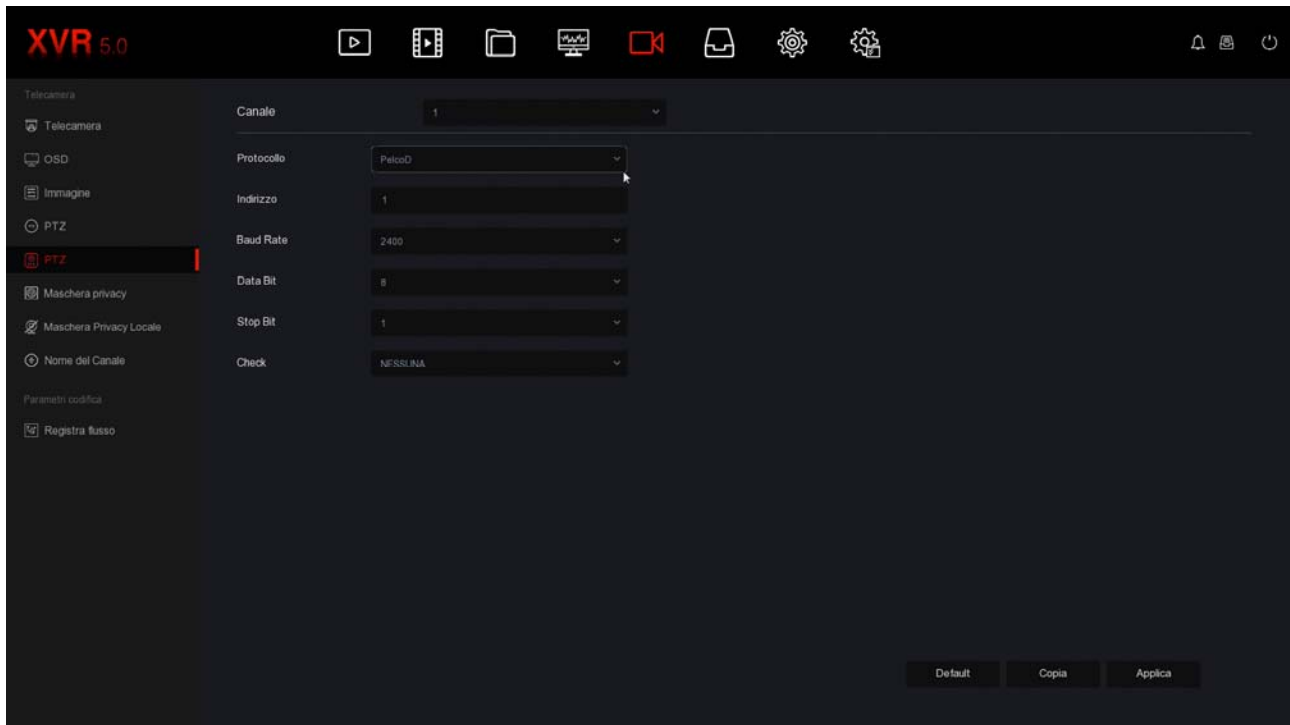 XVR 5.0
Telecamera
Telecamera
OSD
Immagine
PTZ
PTZ
Maschera privacy
Maschera Privacy Locale
Nome del Canale
Parametri codifica
Registra flusso
Canale 1
Protocollo PelcoD
Indirizzo 1
Baud Rate 2400
Data Bit 8
Stop Bit 1
Check NESSUNA
Default Copia Applica